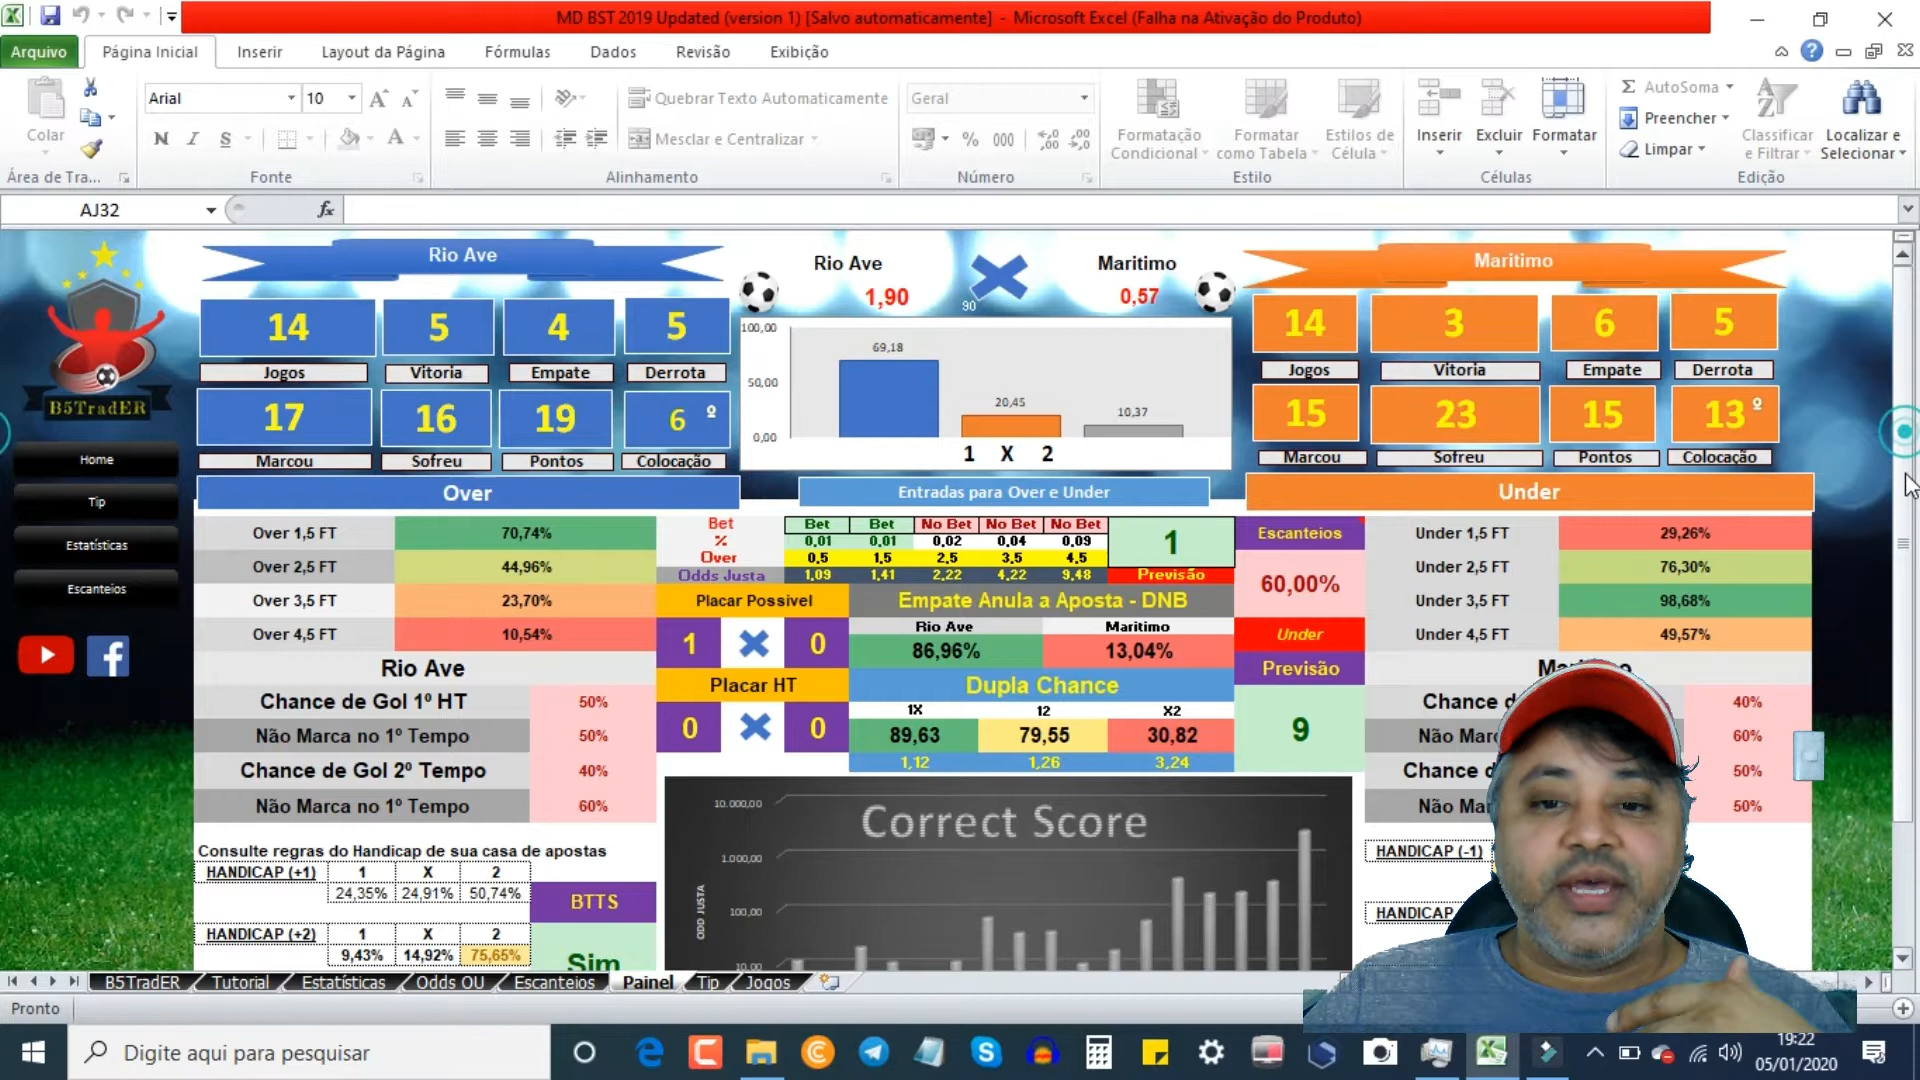 MD BST 2019 Updated (version 1) [Salvo automaticamente] - Microsoft Excel (Falha na Ativação do Produto)
Arquivo Página Inicial Inserir Layout da Página Fórmulas Dados Revisão Exibição
Colar
Arial 10
Quebrar Texto Automaticamente
Geral
N I S A
Mesclar e Centralizar
% 000
Formatação Condicional
Formatar como Tabela
Estilos de Célula
Inserir Excluir Formatar
Σ AutoSoma
Preencher
Limpar
Classificar e Filtrar
Localizar e Selecionar
Área de Tra... Fonte Alinhamento Número Estilo Células Edição
AJ32 fx
B5TradER
Home
Tip
Estatísticas
Escanteios
Rio Ave
14 5 4 5
Jogos Vitoria Empate Derrota
17 16 19 6 º
Marcou Sofreu Pontos Colocação
Rio Ave Maritimo
1,90 90 0,57
100,00
50,00
0,00
69,18
20,45
10,37
1 X 2
Maritimo
14 3 6 5
Jogos Vitoria Empate Derrota
15 23 15 13 º
Marcou Sofreu Pontos Colocação
Over
Entradas para Over e Under
Under
Over 1,5 FT 70,74%
Over 2,5 FT 44,96%
Over 3,5 FT 23,70%
Over 4,5 FT 10,54%
Rio Ave
Chance de Gol 1º HT 50%
Não Marca no 1º Tempo 50%
Chance de Gol 2º Tempo 40%
Não Marca no 1º Tempo 60%
Bet Bet Bet No Bet No Bet No Bet
% 0,01 0,01 0,02 0,04 0,09
1
Over 0,5 1,5 2,5 3,5 4,5
Odds Justa 1,09 1,41 2,22 4,22 9,48 Previsão
Placar Possivel
1 0
Placar HT
0 0
Empate Anula a Aposta - DNB
Rio Ave Maritimo
86,96% 13,04%
Dupla Chance
1X 12 X2
89,63 79,55 30,82
1,12 1,26 3,24
Escanteios
60,00%
Under
Previsão
9
Under 1,5 FT 29,26%
Under 2,5 FT 76,30%
Under 3,5 FT 98,68%
Under 4,5 FT 49,57%
Chance d 40%
Não Mar 60%
Chance d 50%
Não Ma 50%
Consulte regras do Handicap de sua casa de apostas
HANDICAP (+1) 1 X 2
24,35% 24,91% 50,74%
HANDICAP (+2) 1 X 2
9,43% 14,92% 75,65%
BTTS
Sim
Correct Score
ODD JUSTA
10.000,00
1.000,00
100,00
10,00
HANDICAP (-1)
HANDICAP
B5TradER Tutorial Estatísticas Odds OU Escanteios Painel Tip Jogos
Pronto
Digite aqui para pesquisar
19:22
05/01/2020